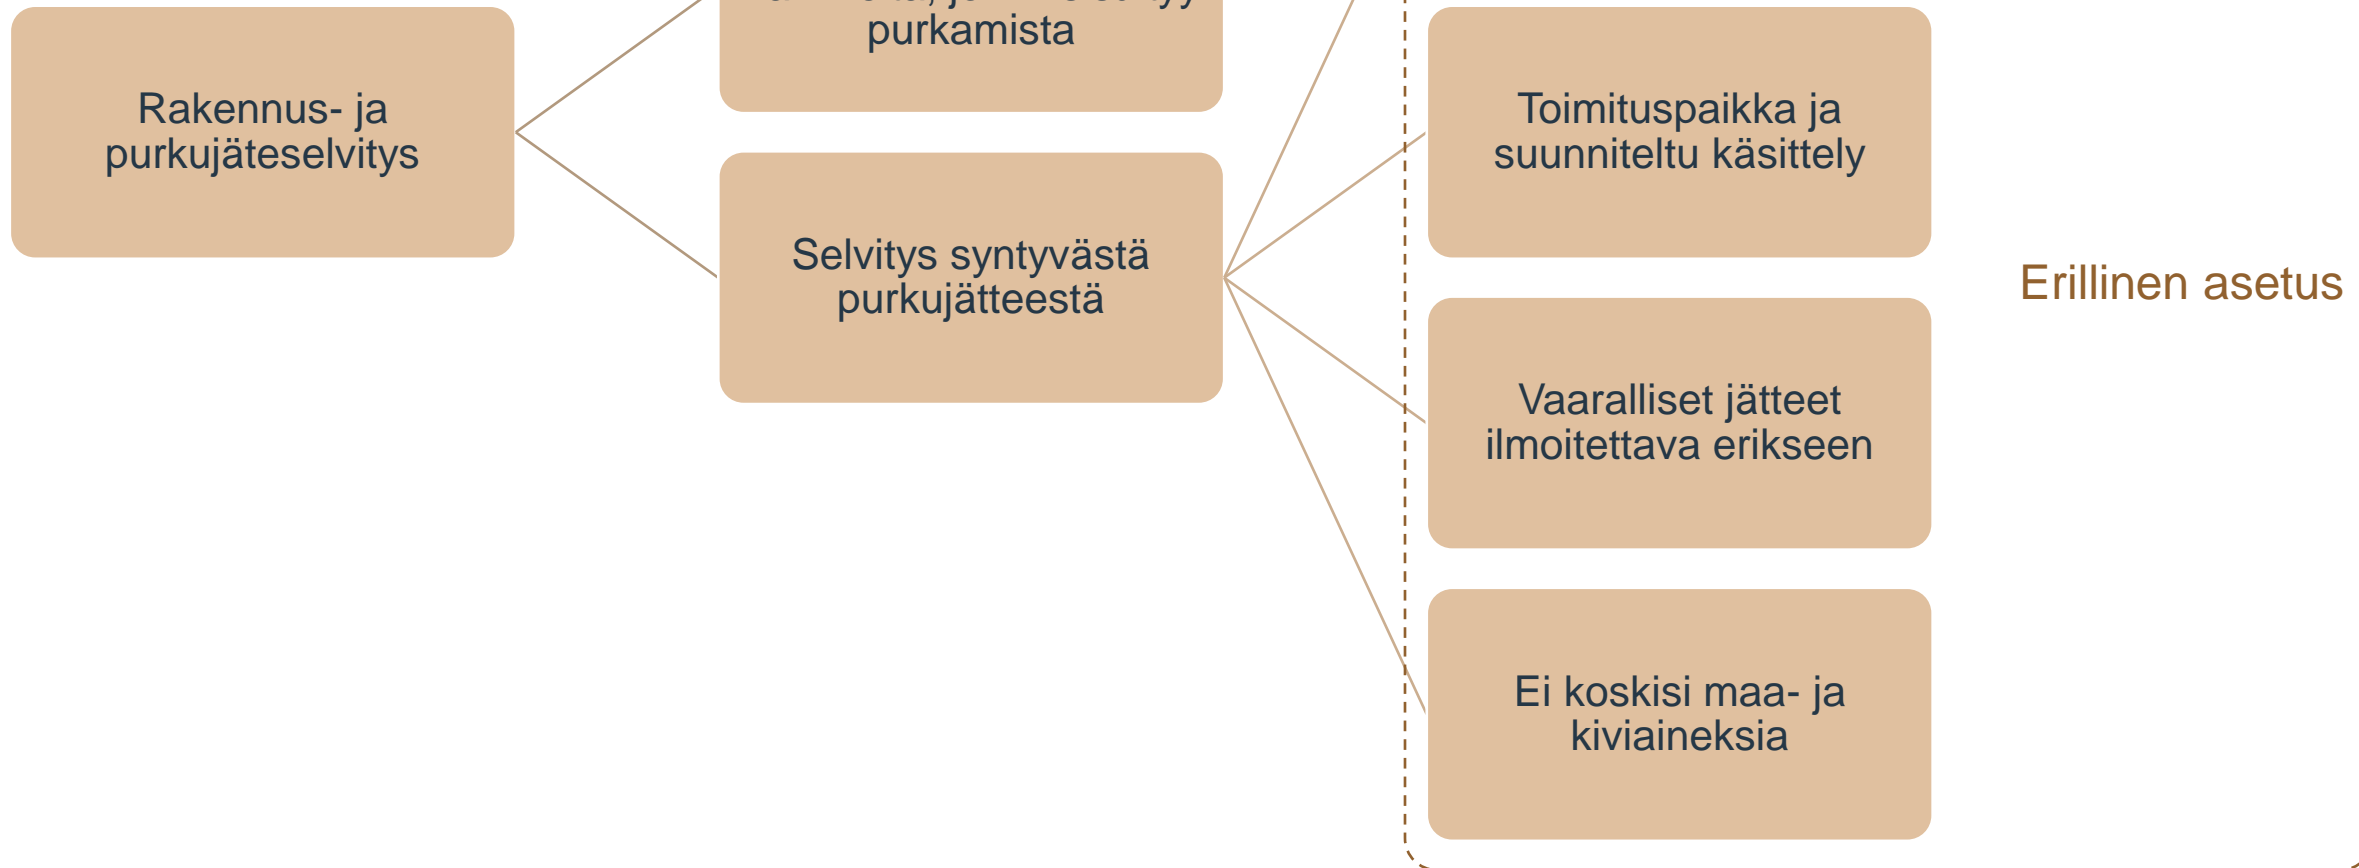 purkamista
Rakennus- ja
purkujäteselvitys
Selvitys syntyvästä
purkujätteestä
Toimituspaikka ja
suunniteltu käsittely
Vaaralliset jätteet
ilmoitettava erikseen
Ei koskisi maa- ja
kiviaineksia
Erillinen asetus